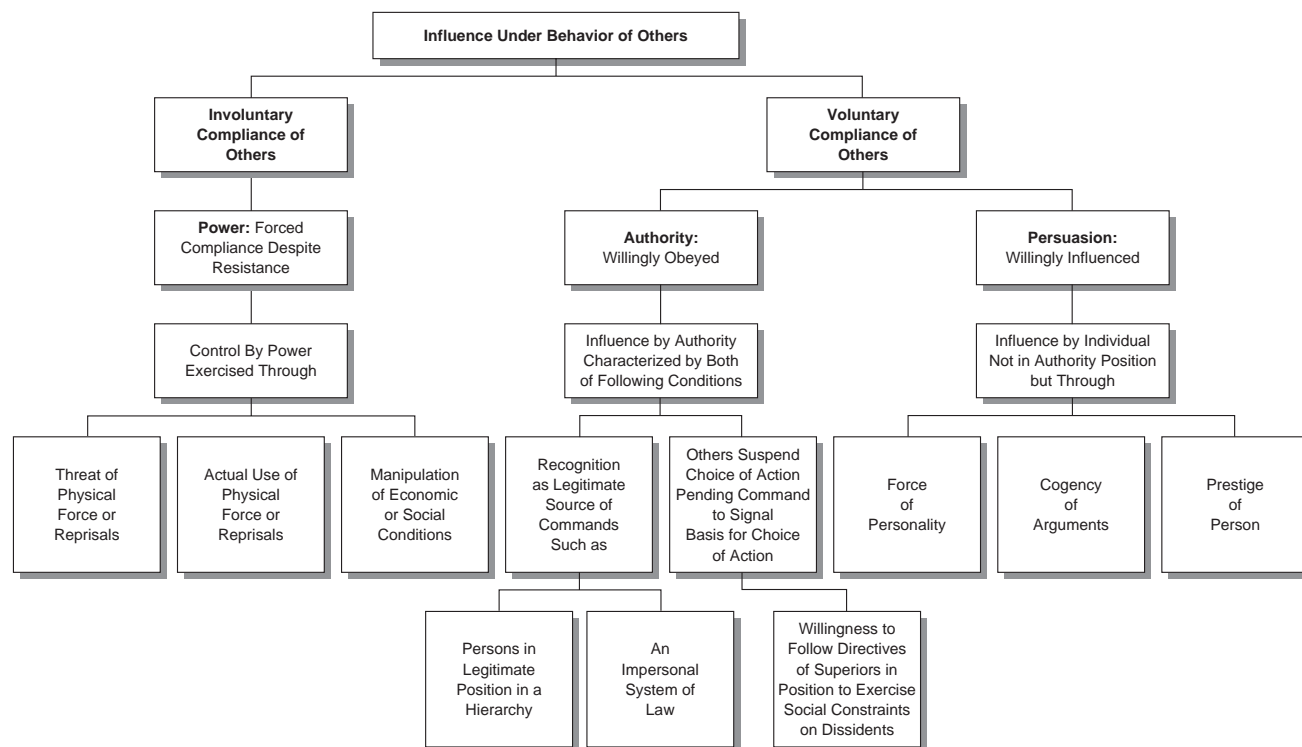 Influence Under Behavior of Others
Involuntary
Compliance of
Others
Voluntary
Compliance of
Others
Power: Forced
Compliance Despite
Resistance
Authority:
Willingly Obeyed
Persuasion:
Willingly Influenced
Control By Power
Exercised Through
Influence by Authority
Characterized by Both
of Following Conditions
Influence by Individual
Not in Authority Position
but Through
Threat of
Physical
Force or
Reprisals
Actual Use of
Physical
Force or
Reprisals
Manipulation
of Economic
or Social
Conditions
Recognition
as Legitimate
Source of
Commands
Such as
Others Suspend
Choice of Action
Pending Command
to Signal
Basis for Choice
of Action
Force
of
Personality
Cogency
of
Arguments
Prestige
of
Person
Persons in
Legitimate
Position in a
Hierarchy
An
Impersonal
System of
Law
Willingness to
Follow Directives
of Superiors in
Position to Exercise
Social Constraints
on Dissidents